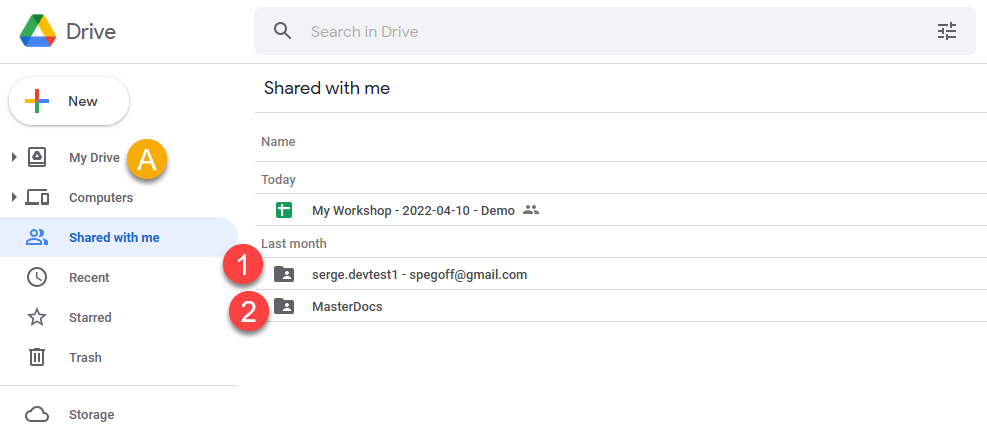 Drive
Search in Drive
New
Shared with me
My Drive A
Name
Computers
Today
My Workshop - 2022-04-10 - Demo
Shared with me
Last month
1 serge.devtest1 - spegoff@gmail.com
Recent
2 MasterDocs
Starred
Trash
Storage